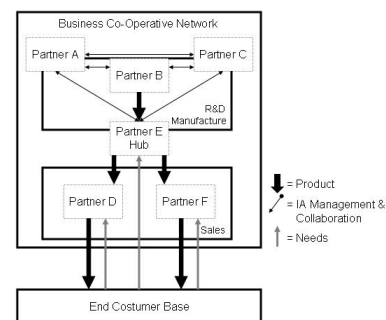 Business Co-Operative Network
Partner A
Partner C
Partner B
R&D
Manufacture
Partner E
Hub
Partner D
Partner F
Sales
= Product
= IA Management &
Collaboration
= Needs
End Costumer Base